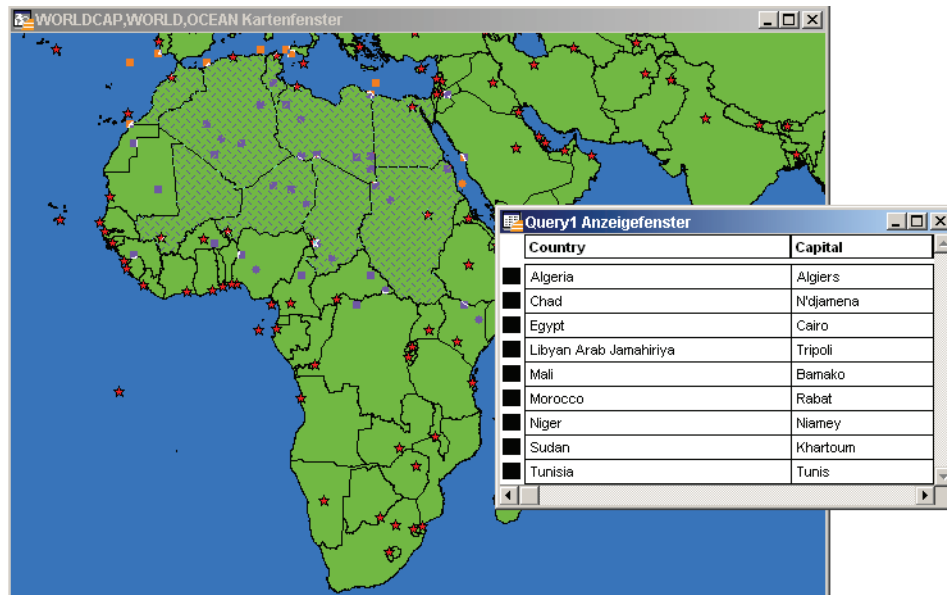 WORLDCAP,WORLD,OCEAN Kartenfenster
Query1 Anzeigefenster
Country Capital
Algeria Algiers
Chad N'djamena
Egypt Cairo
Libyan Arab Jamahiriya Tripoli
Mali Bamako
Morocco Rabat
Niger Niamey
Sudan Khartoum
Tunisia Tunis